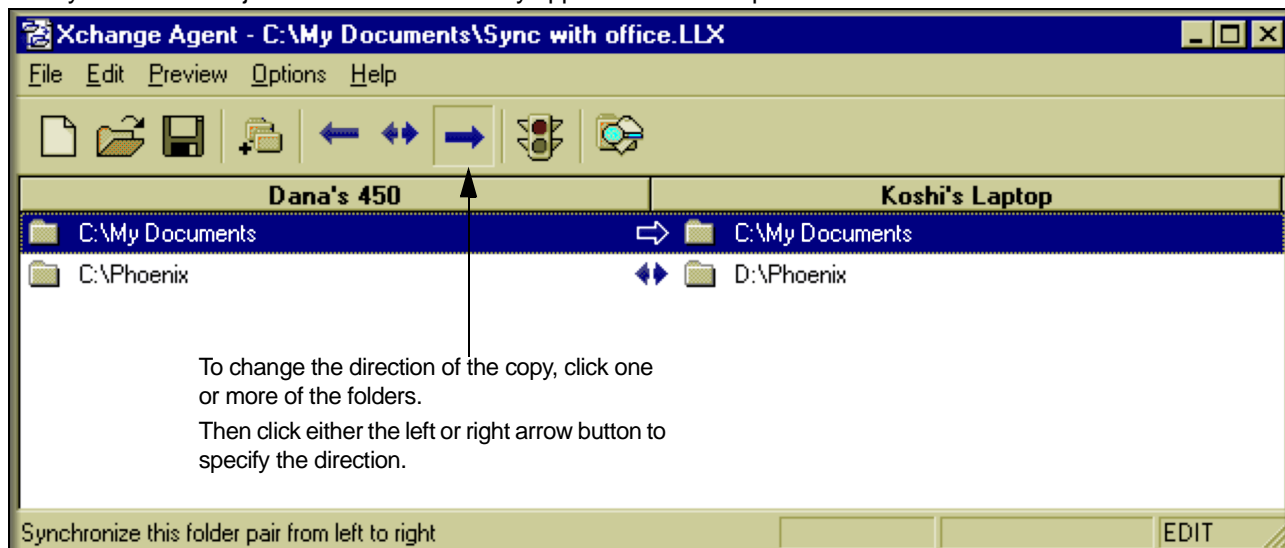 Xchange Agent - C:\My Documents\Sync with office.LLX
File Edit Preview Options Help
Dana's 450 Koshi's Laptop
C:\My Documents C:\My Documents
C:\Phoenix D:\Phoenix
To change the direction of the copy, click one
or more of the folders.
Then click either the left or right arrow button to
specify the direction.
Synchronize this folder pair from left to right EDIT